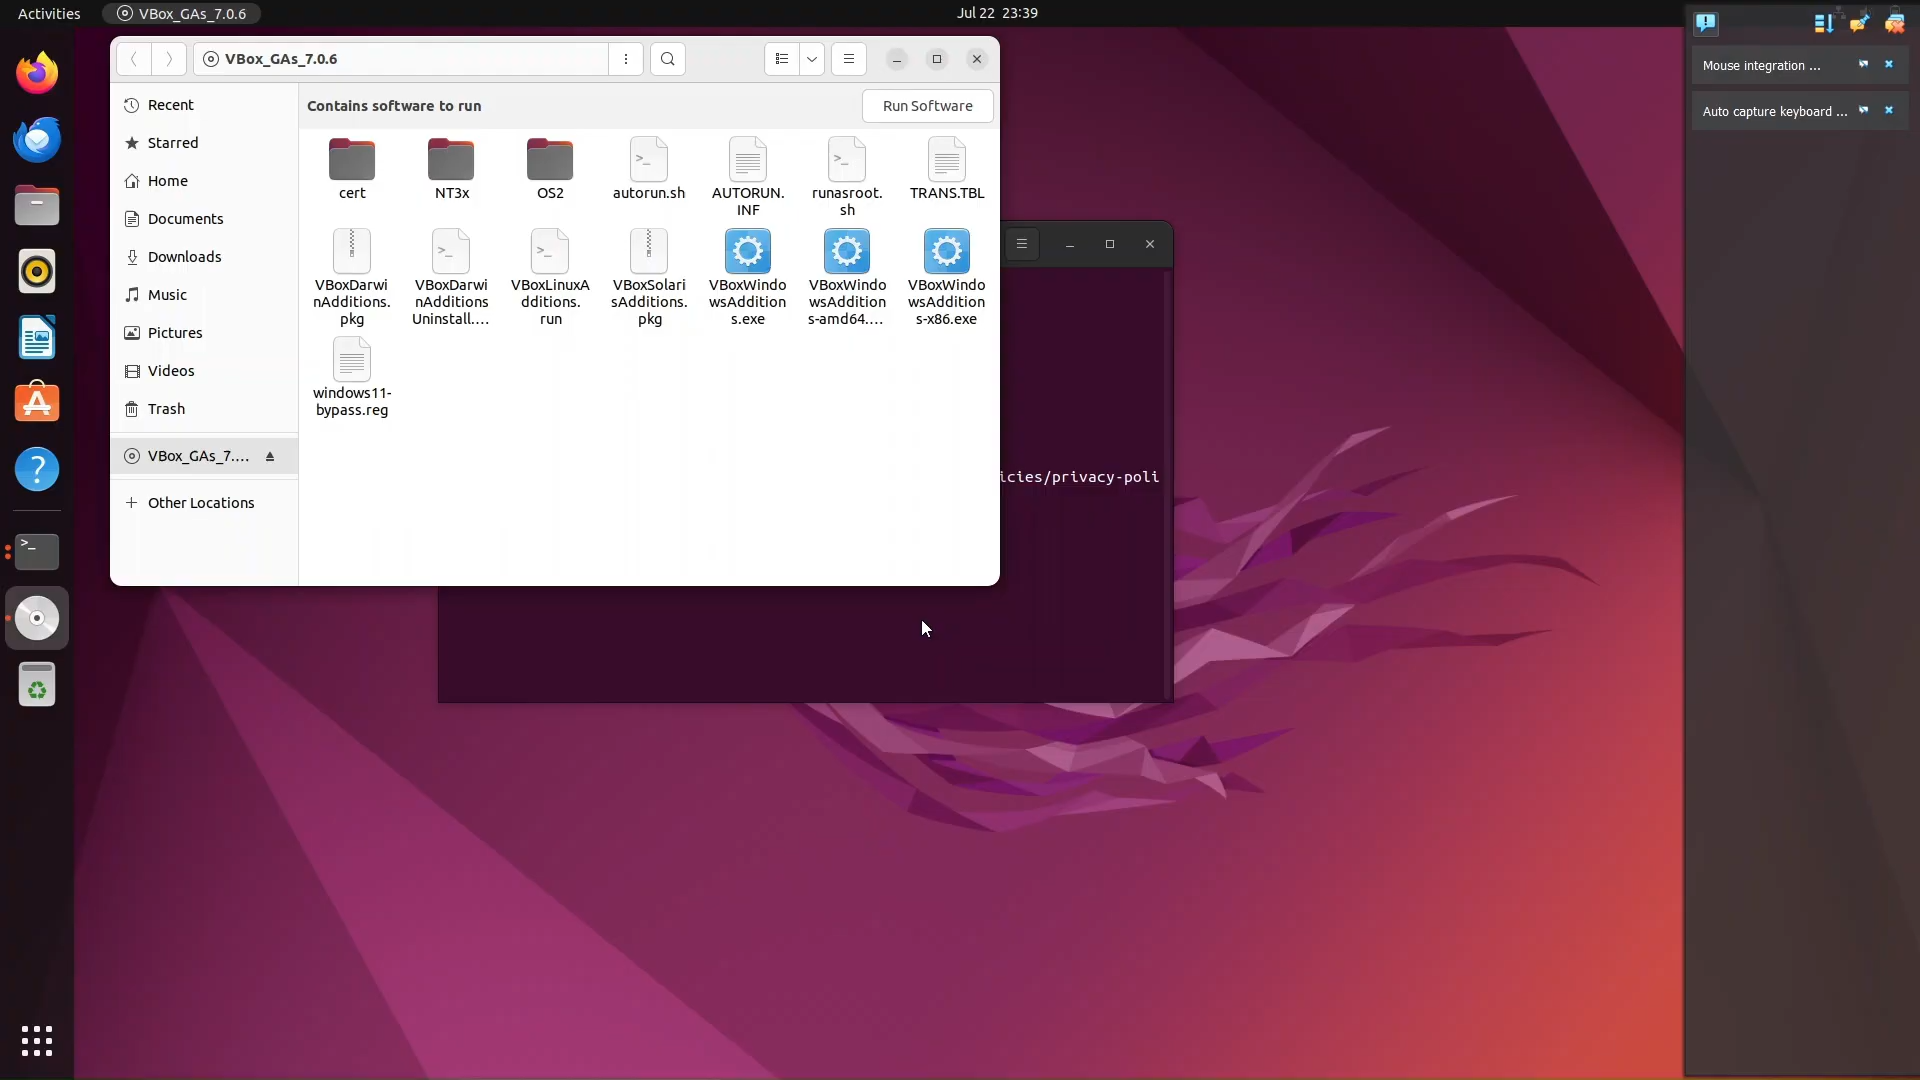 Activities
VBox_GAs_7.0.6
Jul 22 23:39
VBox_GAs_7.0.6
Recent
Starred
Home
Documents
Downloads
Music
Pictures
Videos
Trash
VBox_GAs_7....
Other Locations
Contains software to run
Run Software
cert
NT3x
OS2
autorun.sh
AUTORUN.
INF
runasroot.
sh
TRANS.TBL
VBoxDarwi
nAdditions.
pkg
VBoxDarwi
nAdditions
Uninstall....
VBoxLinuxA
dditions.
run
VBoxSolari
sAdditions.
pkg
VBoxWindo
wsAddition
s.exe
VBoxWindo
wsAddition
s-amd64....
VBoxWindo
wsAddition
s-x86.exe
windows11-
bypass.reg
icies/privacy-poli
Mouse integration ...
Auto capture keyboard ...